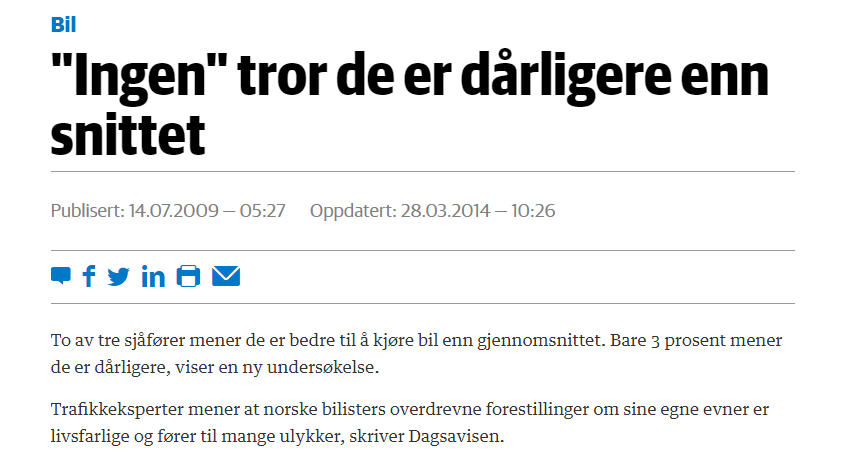 Bil
"Ingen" tror de er dårligere enn
snittet
Publisert: 14.07.2009 — 05:27 Oppdatert: 28.03.2014 — 10:26
To av tre sjåfører mener de er bedre til å kjøre bil enn gjennomsnittet. Bare 3 prosent mener
de er dårligere, viser en ny undersøkelse.
Trafikkeksperter mener at norske bilisters overdrevne forestillinger om sine egne evner er
livsfarlige og fører til mange ulykker, skriver Dagsavisen.